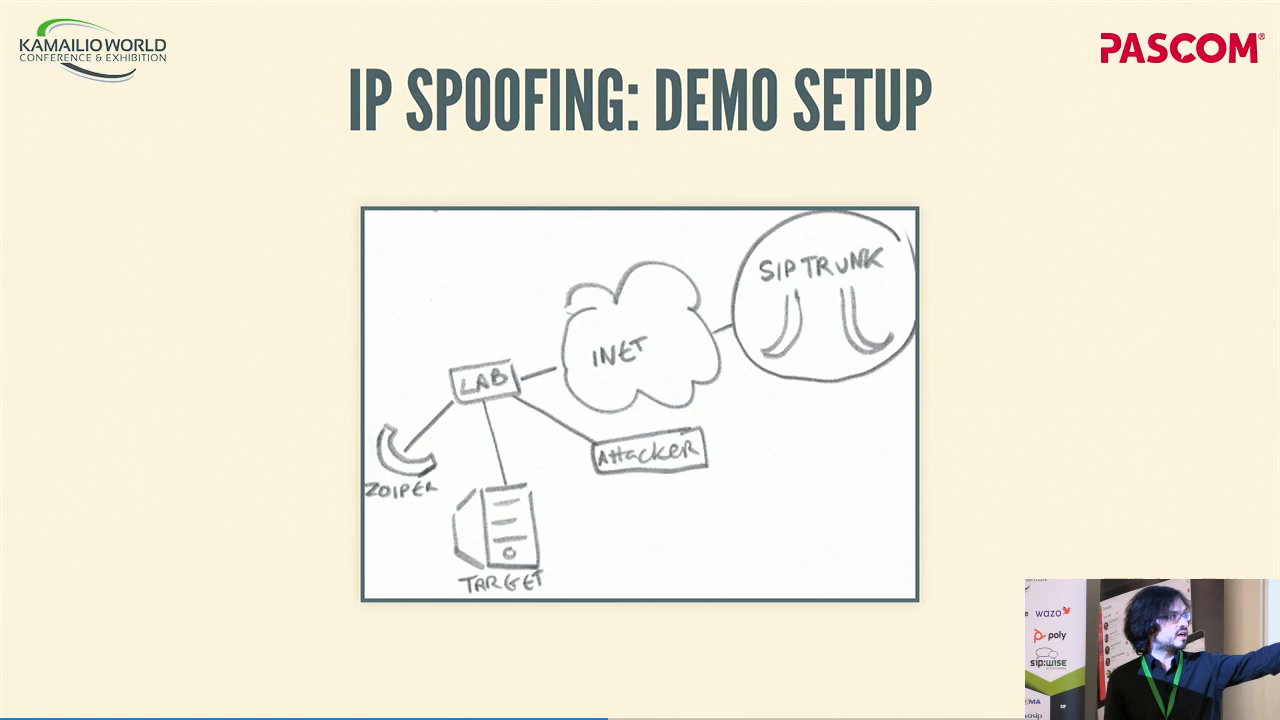 KAMAILIO WORLD
CONFERENCE & EXHIBITION
PASCOM®
IP SPOOFING: DEMO SETUP
SIP TRUNK
INET
LAB
ATTACKER
ZOIPER
TARGET
wazo
poly
sip:wise